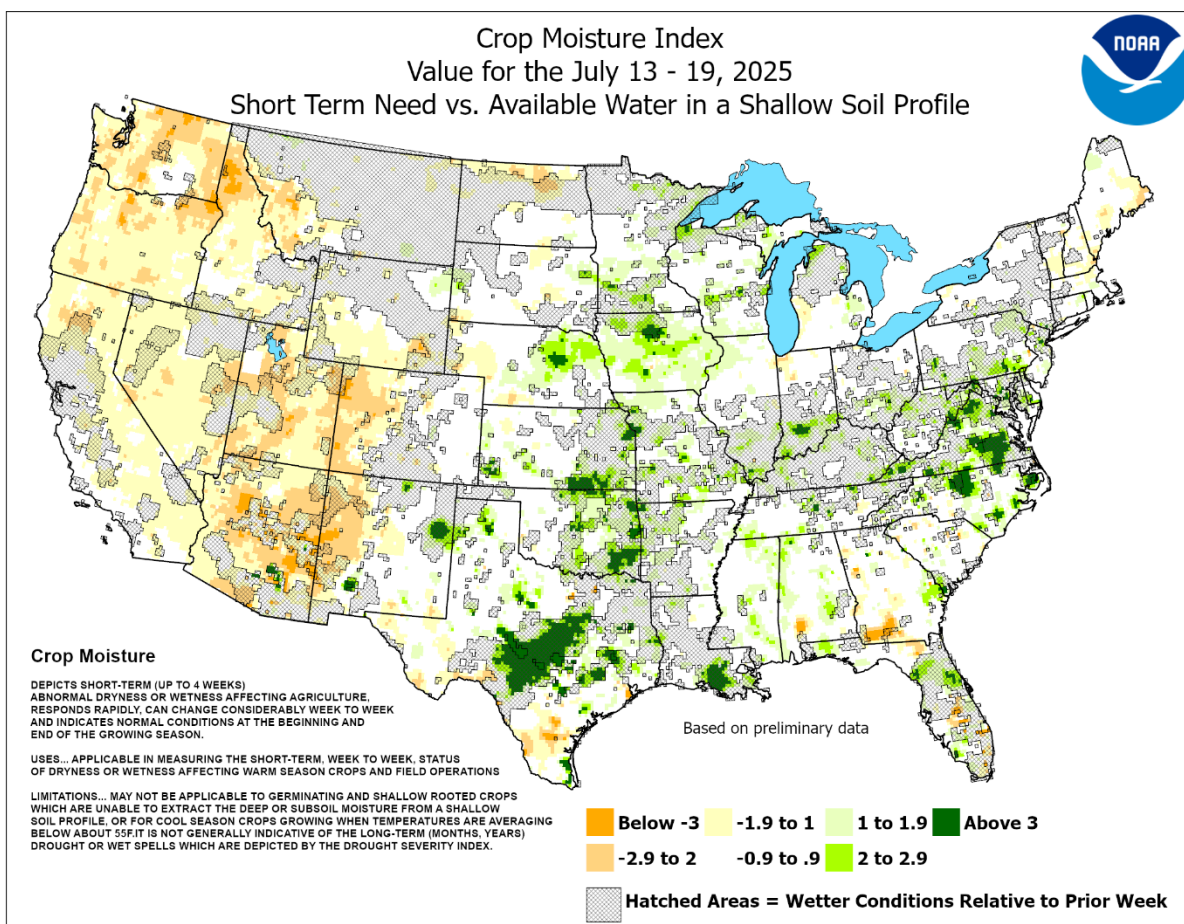 Crop Moisture Index
Value for the July 13 - 19, 2025
Short Term Need vs. Available Water in a Shallow Soil Profile
NOAA
Crop Moisture
DEPICTS SHORT-TERM (UP TO 4 WEEKS)
ABNORMAL DRYNESS OR WETNESS AFFECTING AGRICULTURE,
RESPONDS RAPIDLY, CAN CHANGE CONSIDERABLY WEEK TO WEEK
AND INDICATES NORMAL CONDITIONS AT THE BEGINNING AND
END OF THE GROWING SEASON.
USES... APPLICABLE IN MEASURING THE SHORT-TERM, WEEK TO WEEK, STATUS
OF DRYNESS OR WETNESS AFFECTING WARM SEASON CROPS AND FIELD OPERATIONS
LIMITATIONS... MAY NOT BE APPLICABLE TO GERMINATING AND SHALLOW ROOTED CROPS
WHICH ARE UNABLE TO EXTRACT THE DEEP OR SUBSOIL MOISTURE FROM A SHALLOW
SOIL PROFILE, OR FOR COOL SEASON CROPS GROWING WHEN TEMPERATURES ARE AVERAGING
BELOW ABOUT 55F.IT IS NOT GENERALLY INDICATIVE OF THE LONG-TERM (MONTHS, YEARS)
DROUGHT OR WET SPELLS WHICH ARE DEPICTED BY THE DROUGHT SEVERITY INDEX.
Based on preliminary data
Below -3 -1.9 to 1 1 to 1.9 Above 3
-2.9 to 2 -0.9 to .9 2 to 2.9
Hatched Areas = Wetter Conditions Relative to Prior Week